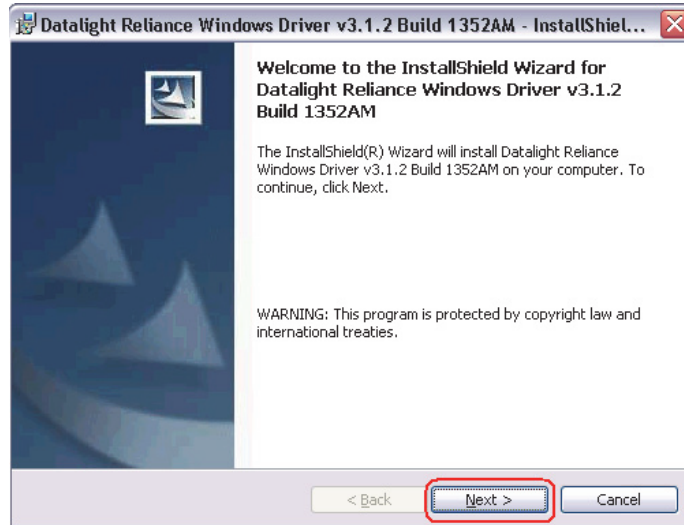 Datalight Reliance Windows Driver v3.1.2 Build 1352AM - InstallShiel...
Welcome to the InstallShield Wizard for
Datalight Reliance Windows Driver v3.1.2
Build 1352AM
The InstallShield(R) Wizard will install Datalight Reliance
Windows Driver v3.1.2 Build 1352AM on your computer. To
continue, click Next.
WARNING: This program is protected by copyright law and
international treaties.
< Back
Next >
Cancel